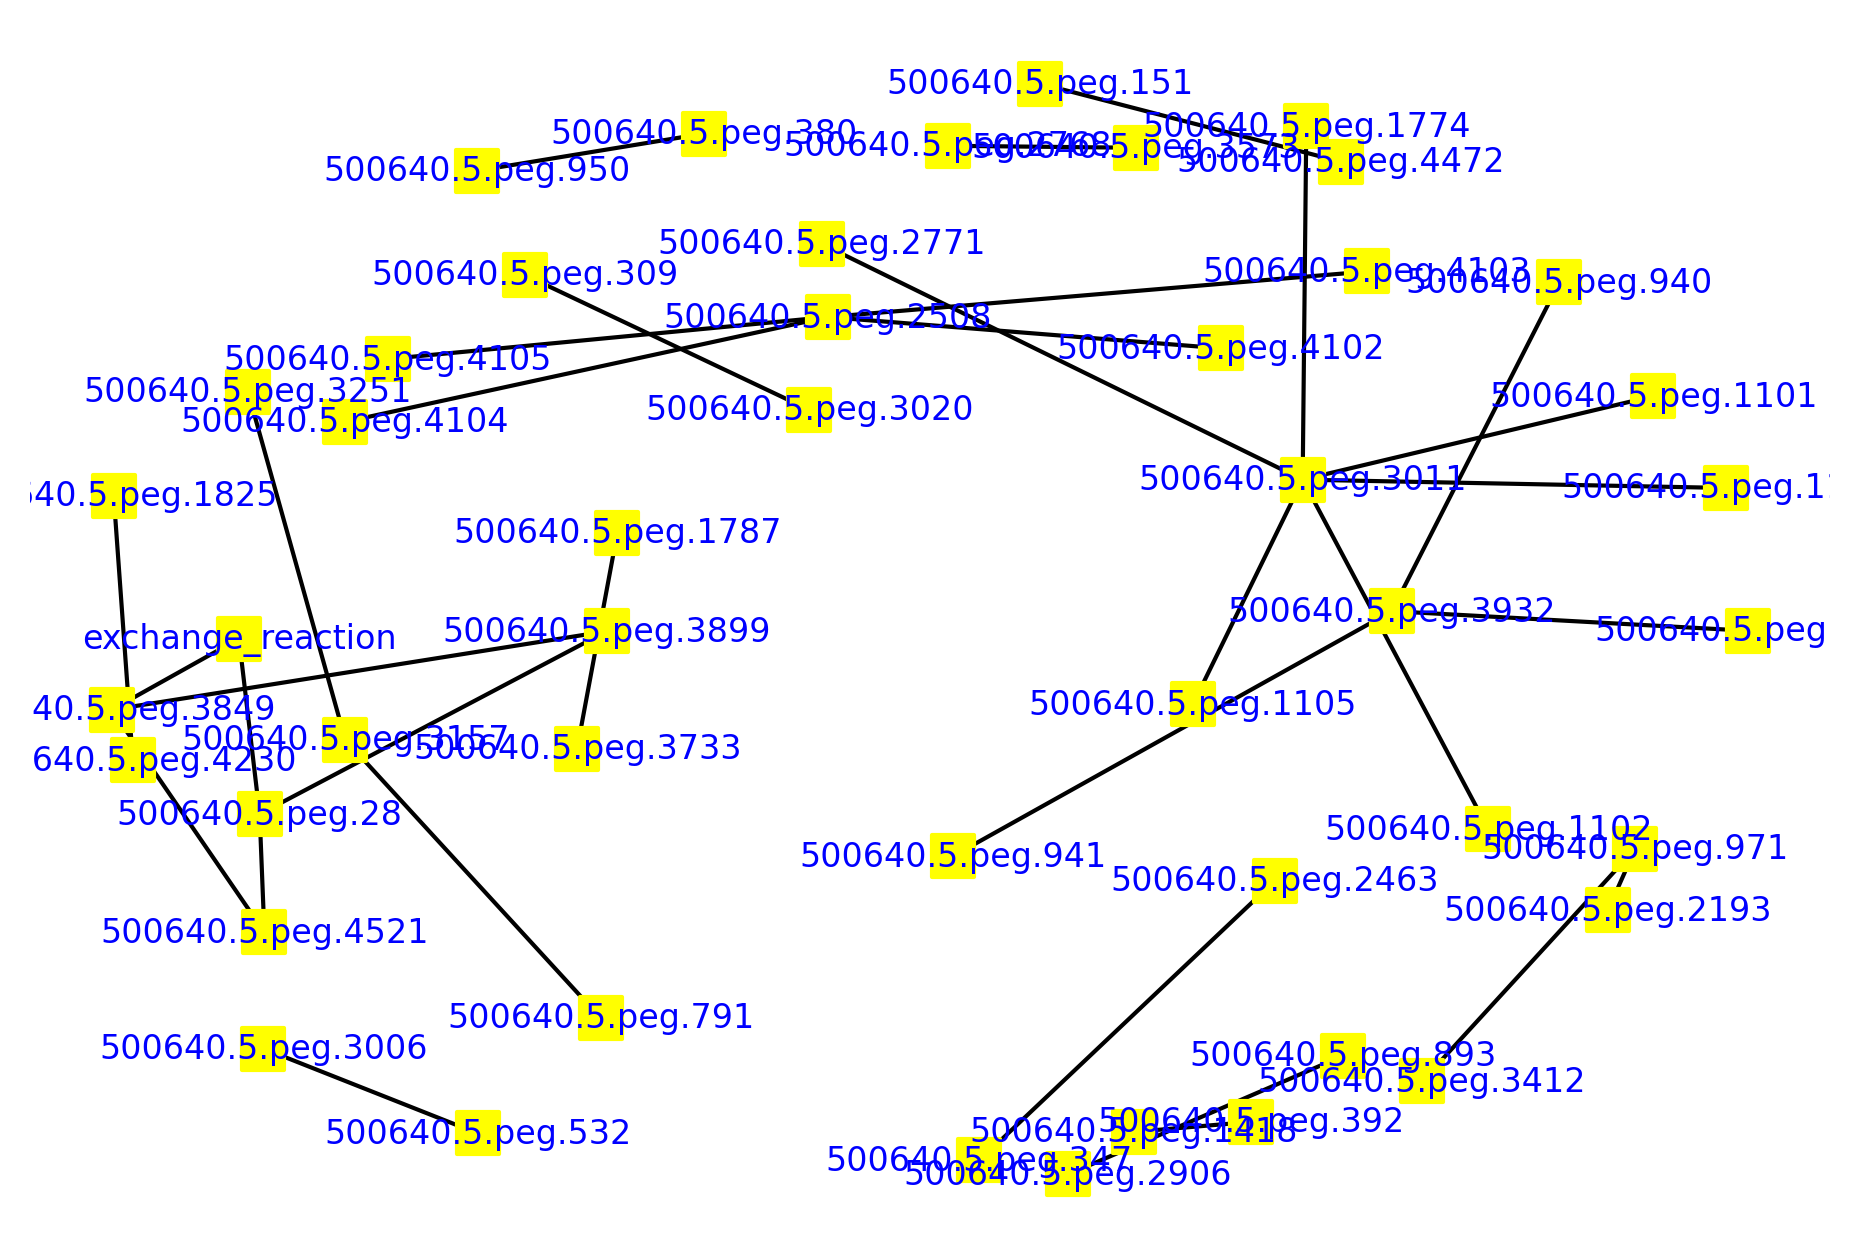 500640.5.peg.151
500640.5.peg.1774
500640.5.peg.380
500640.5.peg.2768
500640.5.peg.3573
500640.5.peg.4472
500640.5.peg.950
500640.5.peg.2771
500640.5.peg.4103
500640.5.peg.309
500640.5.peg.940
500640.5.peg.2508
500640.5.peg.4102
500640.5.peg.4105
500640.5.peg.3251
500640.5.peg.1101
500640.5.peg.3020
500640.5.peg.4104
500640.5.peg.3011
500640.5.peg.1
40.5.peg.1825
500640.5.peg.1787
500640.5.peg.3932
500640.5.peg
500640.5.peg.3899
exchange_reaction
500640.5.peg.1105
40.5.peg.3849
500640.5.peg.3157
500640.5.peg.3733
640.5.peg.4230
500640.5.peg.28
500640.5.peg.1102
500640.5.peg.971
500640.5.peg.941
500640.5.peg.2463
500640.5.peg.2193
500640.5.peg.4521
500640.5.peg.791
500640.5.peg.3006
500640.5.peg.893
500640.5.peg.3412
500640.5.peg.392
500640.5.peg.1418
500640.5.peg.532
500640.5.peg.347
500640.5.peg.2906